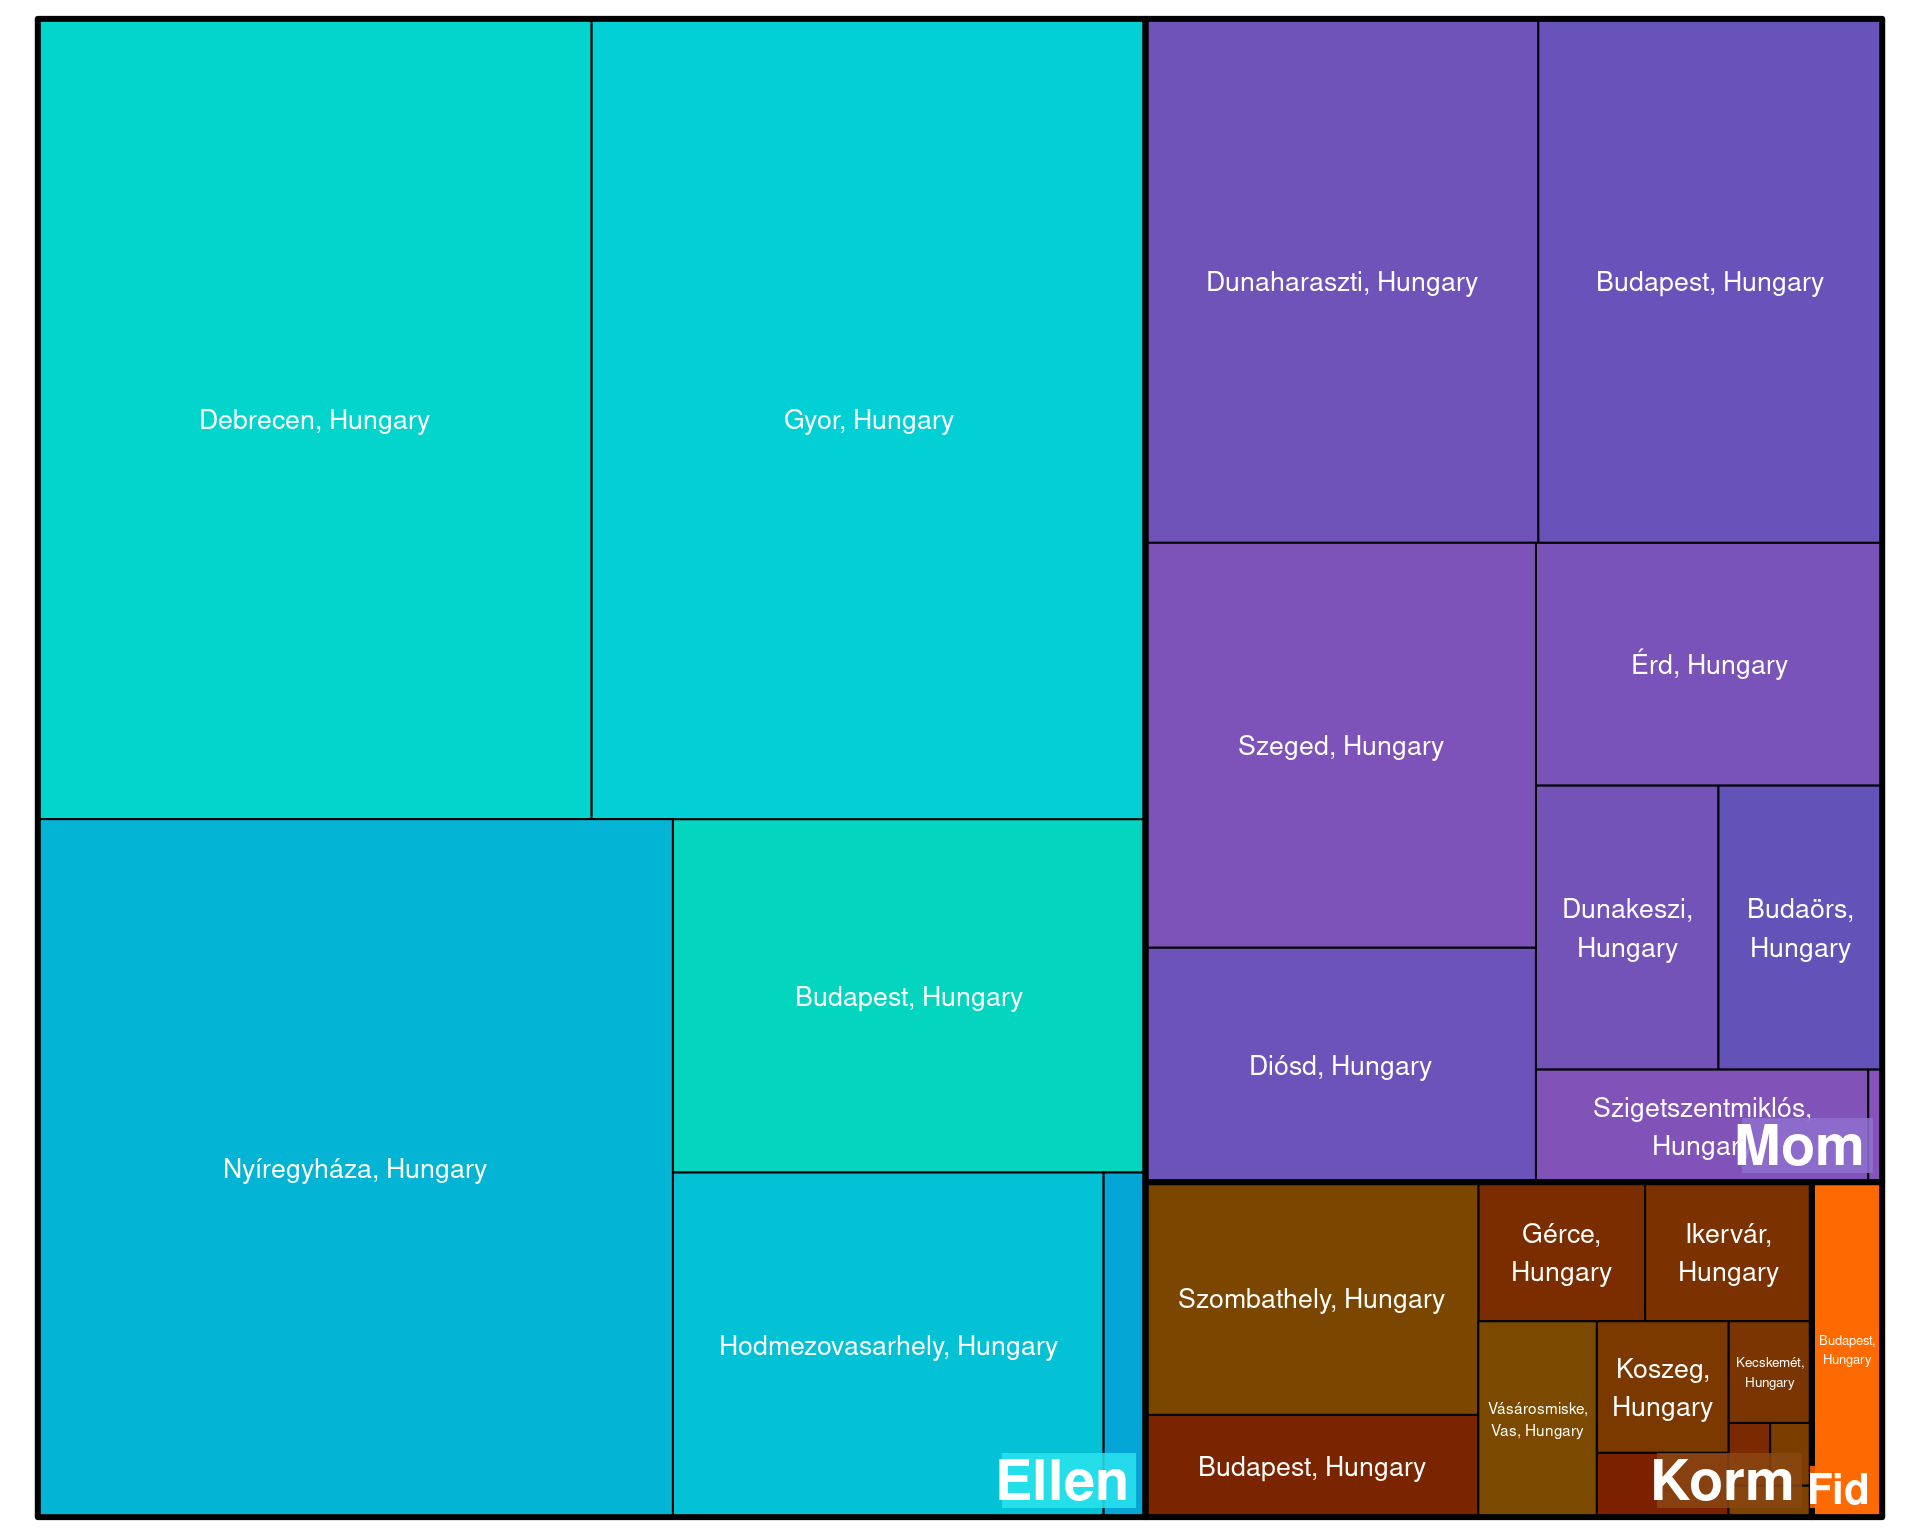 Debrecen, Hungary
Gyor, Hungary
Nyíregyháza, Hungary
Budapest, Hungary
Hodmezovasarhely, Hungary
Ellen
Dunaharaszti, Hungary
Budapest, Hungary
Szeged, Hungary
Érd, Hungary
Dunakeszi,
Hungary
Budaörs,
Hungary
Diósd, Hungary
Szigetszentmiklós,
Hungar
Mom
Szombathely, Hungary
Budapest, Hungary
Gérce,
Hungary
Ikervár,
Hungary
Vásárosmiske,
Vas, Hungary
Koszeg,
Hungary
Kecskemét,
Hungary
Korm
Budapest,
Hungary
Fid